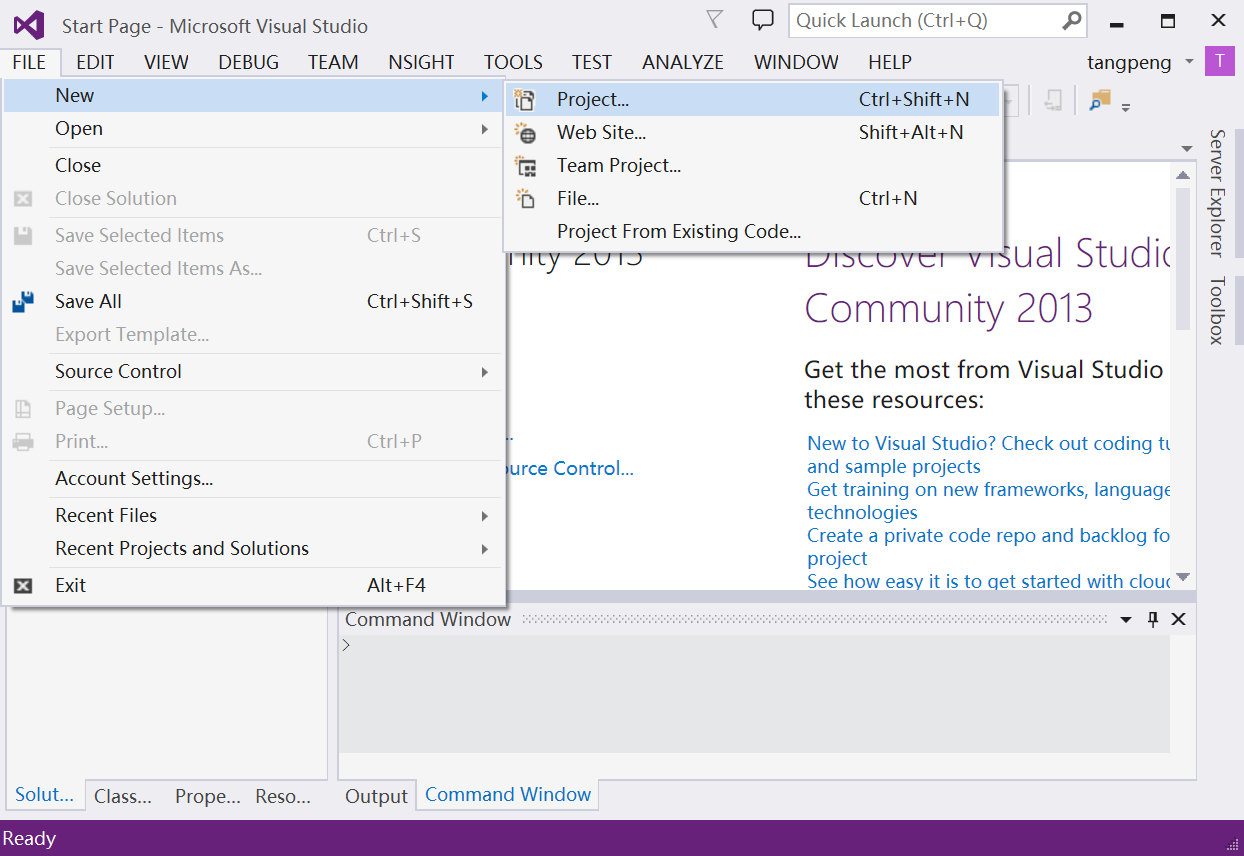 Start Page - Microsoft Visual Studio
Quick Launch (Ctrl+Q)
FILE EDIT VIEW DEBUG TEAM NSIGHT TOOLS TEST ANALYZE WINDOW HELP
tangpeng
T
New
Open
Close
Close Solution
Save Selected Items Ctrl+S
Save Selected Items As...
Save All Ctrl+Shift+S
Export Template...
Source Control
Page Setup...
Print... Ctrl+P
Account Settings...
Recent Files
Recent Projects and Solutions
Exit Alt+F4
Project... Ctrl+Shift+N
Web Site... Shift+Alt+N
Team Project...
File... Ctrl+N
Project From Existing Code...
2013
ource Control...
Discover Visual Studio
Community 2013
Get the most from Visual Studio
these resources:
New to Visual Studio? Check out coding tu
and sample projects
Get training on new frameworks, language
technologies
Create a private code repo and backlog fo
project
See how easy it is to get started with cloud
Server Explorer
Toolbox
Command Window
>
Solut... Class... Prope... Reso...
Output Command Window
Ready